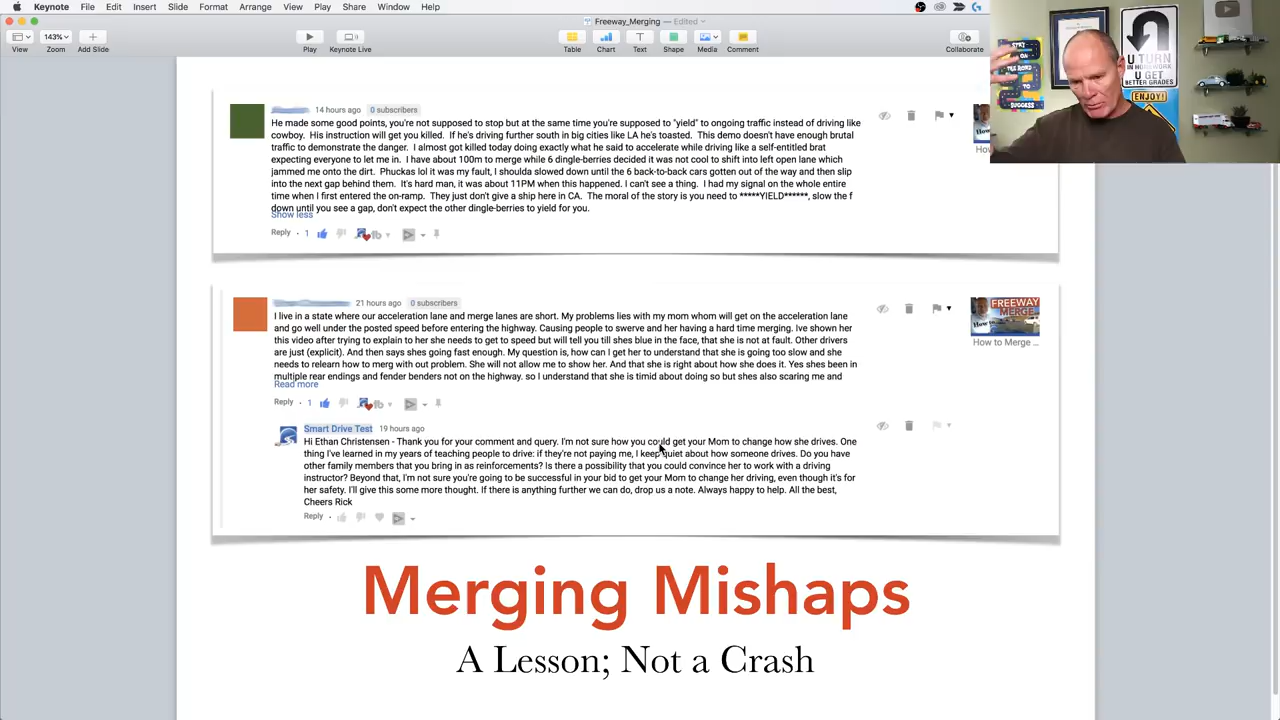 Keynote File Edit Insert Slide Format Arrange View Play Share Window Help
Freeway_Merging — Edited
143%
View Zoom Add Slide Play Keynote Live Table Chart Text Shape Media Comment Collaborate
STAY
ON
THE ROAD
TO
SUCCESS
U TURN
IN HOMEWORK
U GET
BETTER GRADES
ENJOY!
14 hours ago 0 subscribers
He made some good points, you're not supposed to stop but at the same time you're supposed to "yield" to ongoing traffic instead of driving like
cowboy. His instruction will get you killed. If he's driving further south in big cities like LA he's toasted. This demo doesn't have enough brutal
traffic to demonstrate the danger. I almost got killed today doing exactly what he said to accelerate while driving like a self-entitled brat
expecting everyone to let me in. I have about 100m to merge while 6 dingle-berries decided it was not cool to shift into left open lane which
jammed me onto the dirt. Phuckas lol it was my fault, I shoulda slowed down until the 6 back-to-back cars gotten out of the way and then slip
into the next gap behind them. It's hard man, it was about 11PM when this happened. I can't see a thing. I had my signal on the whole entire
time when I first entered the on-ramp. They just don't give a ship here in CA. The moral of the story is you need to *****YIELD******, slow the f
down until you see a gap, don't expect the other dingle-berries to yield for you.
Show less
Reply · 1
How
21 hours ago 0 subscribers
I live in a state where our acceleration lane and merge lanes are short. My problems lies with my mom whom will get on the acceleration lane
and go well under the posted speed before entering the highway. Causing people to swerve and her having a hard time merging. Ive shown her
this video after trying to explain to her she needs to get to speed but will tell you till shes blue in the face, that she is not at fault. Other drivers
are just (explicit). And then says shes going fast enough. My question is, how can I get her to understand that she is going too slow and she
needs to relearn how to merg with out problem. She will not allow me to show her. And that she is right about how she does it. Yes shes been in
multiple rear endings and fender benders not on the highway. so I understand that she is timid about doing so but shes also scaring me and
Read more
Reply · 1
FREEWAY
MERGE
How to
How to Merge ...
Smart Drive Test 19 hours ago
Hi Ethan Christensen - Thank you for your comment and query. I'm not sure how you could get your Mom to change how she drives. One
thing I've learned in my years of teaching people to drive: if they're not paying me, I keep quiet about how someone drives. Do you have
other family members that you bring in as reinforcements? Is there a possibility that you could convince her to work with a driving
instructor? Beyond that, I'm not sure you're going to be successful in your bid to get your Mom to change her driving, even though it's for
her safety. I'll give this some more thought. If there is anything further we can do, drop us a note. Always happy to help. All the best,
Cheers Rick
Reply ·
Merging Mishaps
A Lesson; Not a Crash